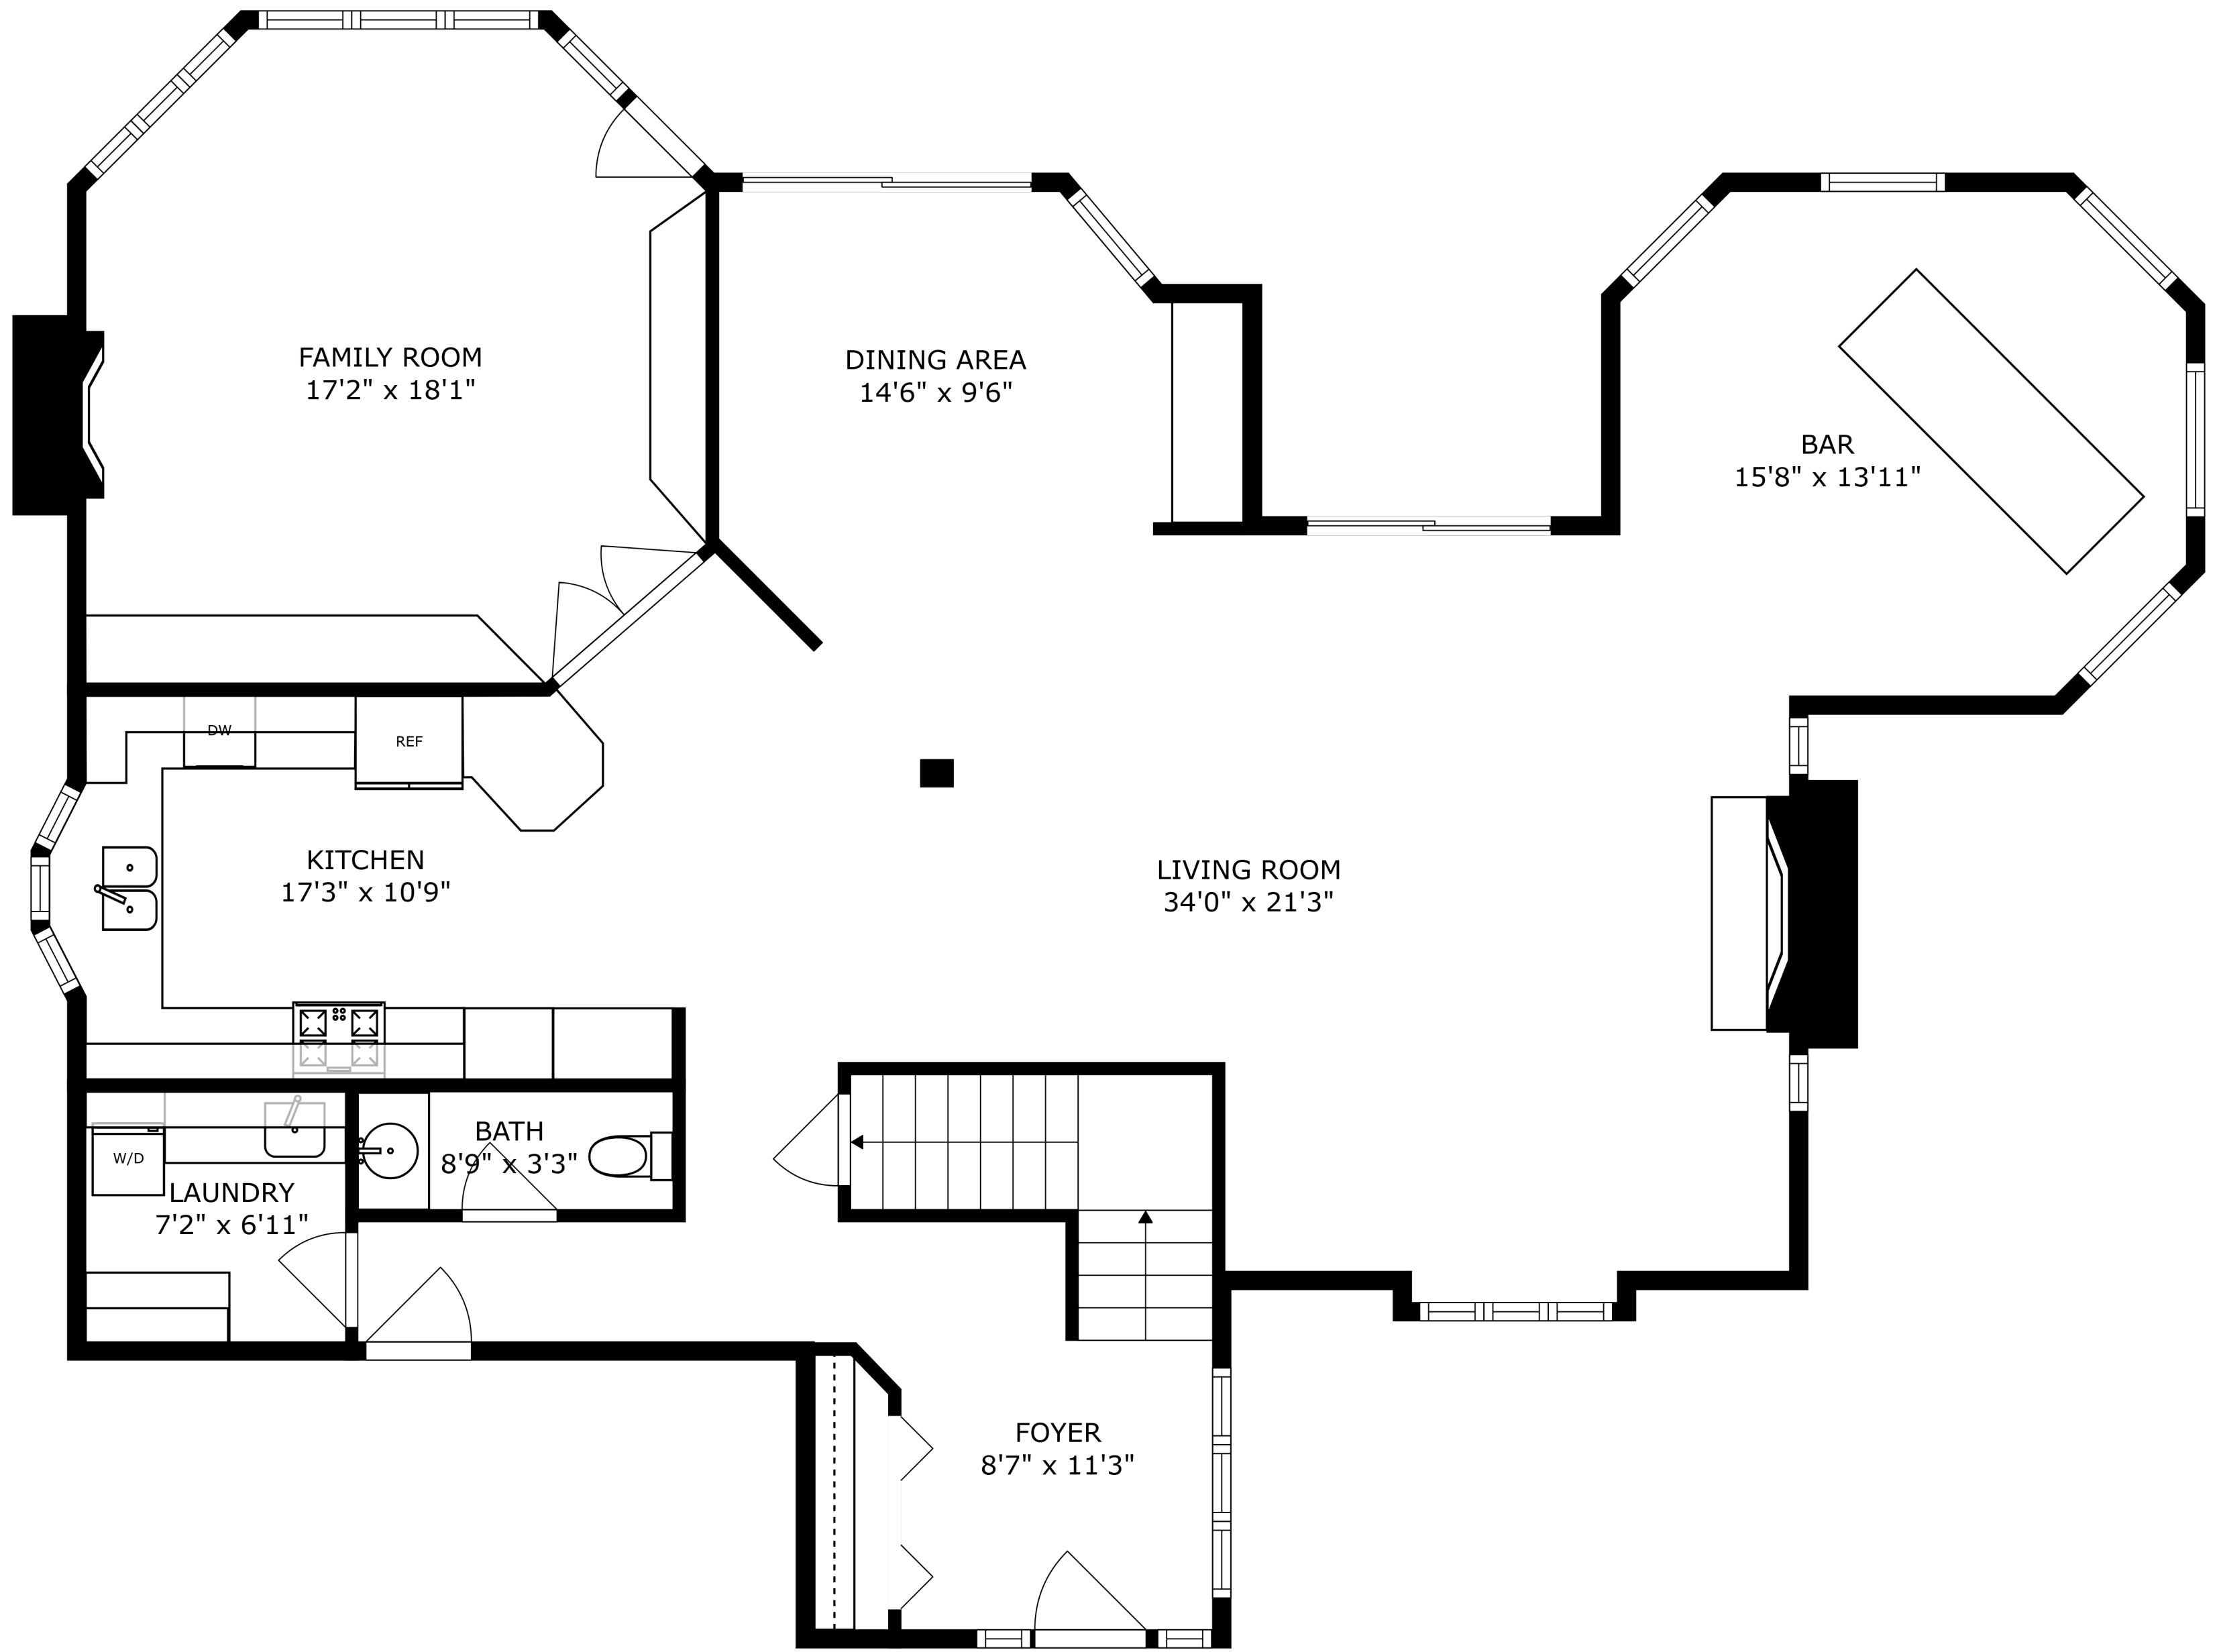 FAMILY ROOM
17'2" x 18'1"
DINING AREA
14'6" x 9'6"
BAR
15'8" x 13'11"
DW
REF
KITCHEN
17'3" x 10'9"
LIVING ROOM
34'0" x 21'3"
BATH
8'9" x 3'3"
W/D
LAUNDRY
7'2" x 6'11"
FOYER
8'7" x 11'3"